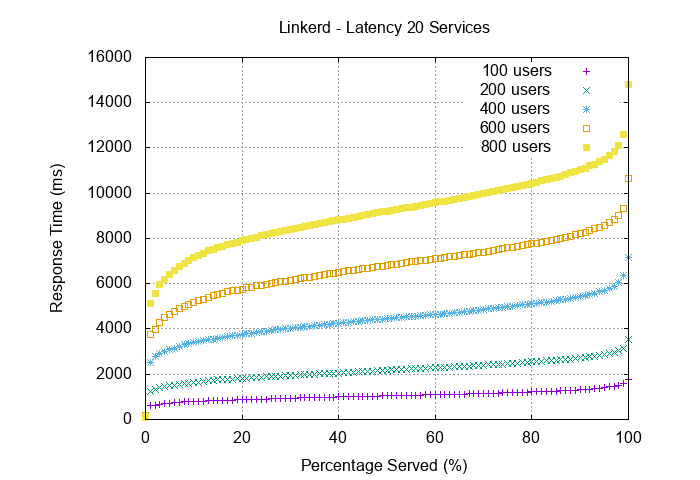 Linkerd - Latency 20 Services
16000
14000
12000
10000
8000
6000
4000
2000
0
0 20 40 60 80 100
Response Time (ms)
Percentage Served (%)
100 users
200 users
400 users
600 users
800 users